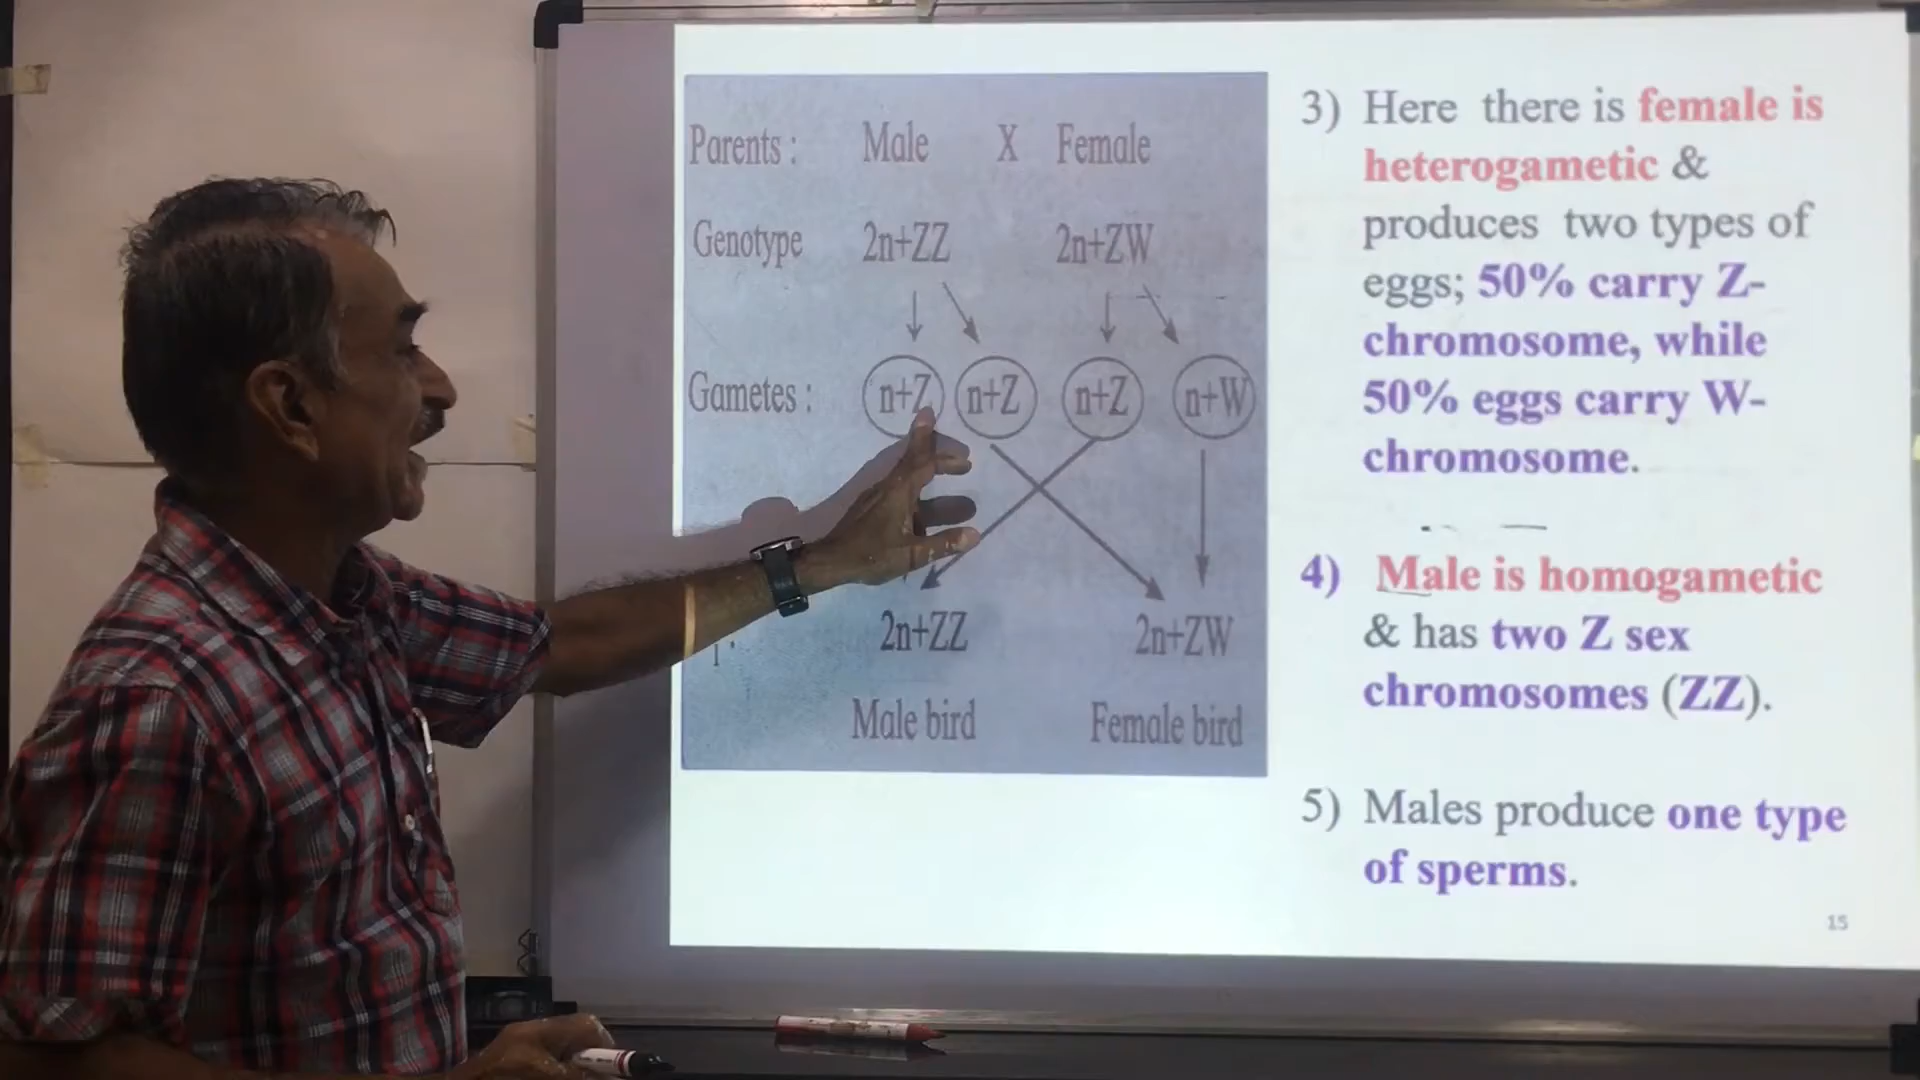 Parents : Male X Female
Genotype 2n+ZZ 2n+ZW
Gametes : n+Z n+Z n+Z n+W
2n+ZZ 2n+ZW
Male bird Female bird
3) Here there is female is
heterogametic &
produces two types of
eggs; 50% carry Z-
chromosome, while
50% eggs carry W-
chromosome.
4) Male is homogametic
& has two Z sex
chromosomes (ZZ).
5) Males produce one type
of sperms.
15